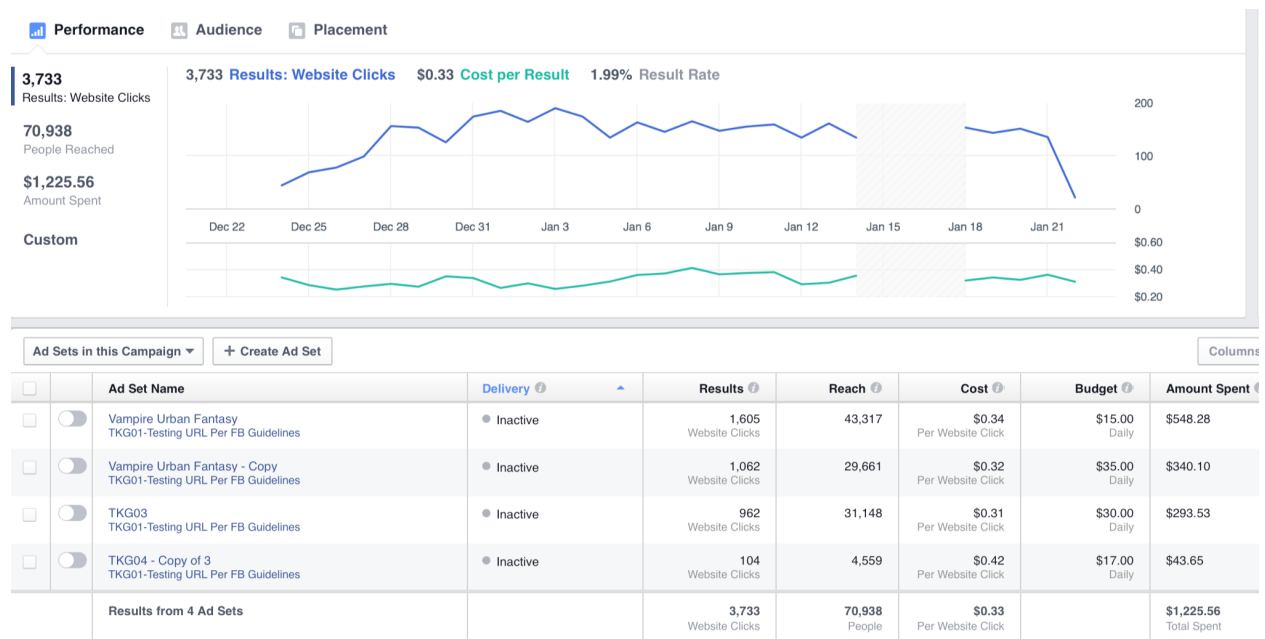 Performance Audience Placement
3,733
Results: Website Clicks
70,938
People Reached
$1,225.56
Amount Spent
Custom
3,733 Results: Website Clicks $0.33 Cost per Result 1.99% Result Rate
200
100
0
Dec 22 Dec 25 Dec 28 Dec 31 Jan 3 Jan 6 Jan 9 Jan 12 Jan 15 Jan 18 Jan 21
$0.60
$0.40
$0.20
Ad Sets in this Campaign + Create Ad Set Columns
Ad Set Name Delivery Results Reach Cost Budget Amount Spent
Vampire Urban Fantasy Inactive 1,605 43,317 $0.34 $15.00 $548.28
TKG01-Testing URL Per FB Guidelines Website Clicks Per Website Click Daily
Vampire Urban Fantasy - Copy Inactive 1,062 29,661 $0.32 $35.00 $340.10
TKG01-Testing URL Per FB Guidelines Website Clicks Per Website Click Daily
TKG03 Inactive 962 31,148 $0.31 $30.00 $293.53
TKG01-Testing URL Per FB Guidelines Website Clicks Per Website Click Daily
TKG04 - Copy of 3 Inactive 104 4,559 $0.42 $17.00 $43.65
TKG01-Testing URL Per FB Guidelines Website Clicks Per Website Click Daily
Results from 4 Ad Sets 3,733 70,938 $0.33 $1,225.56
Website Clicks People Per Website Click Total Spent